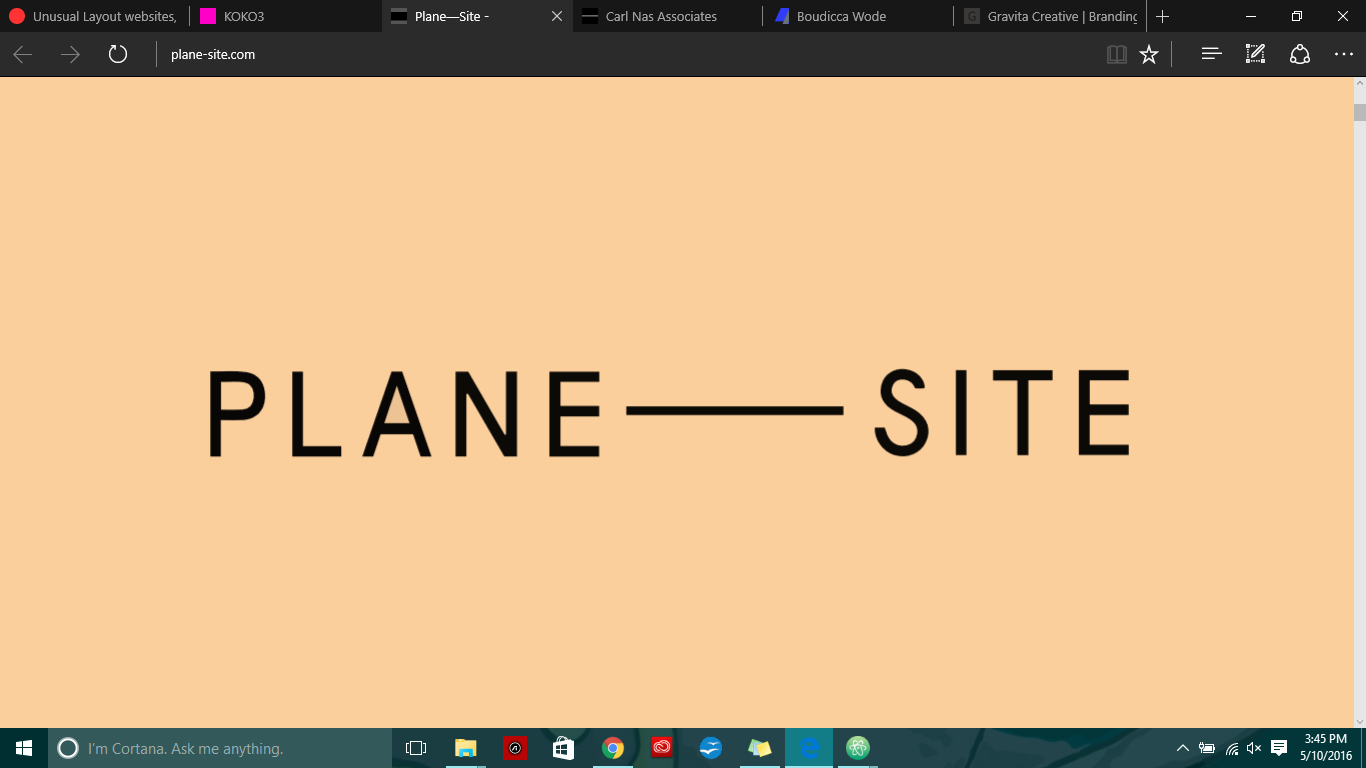 Unusual Layout websites,
KOKO3
Plane—Site -
Carl Nas Associates
Boudicca Wode
G
Gravita Creative | Branding
plane-site.com
PLANE—SITE
I'm Cortana. Ask me anything.
3:45 PM
5/10/2016